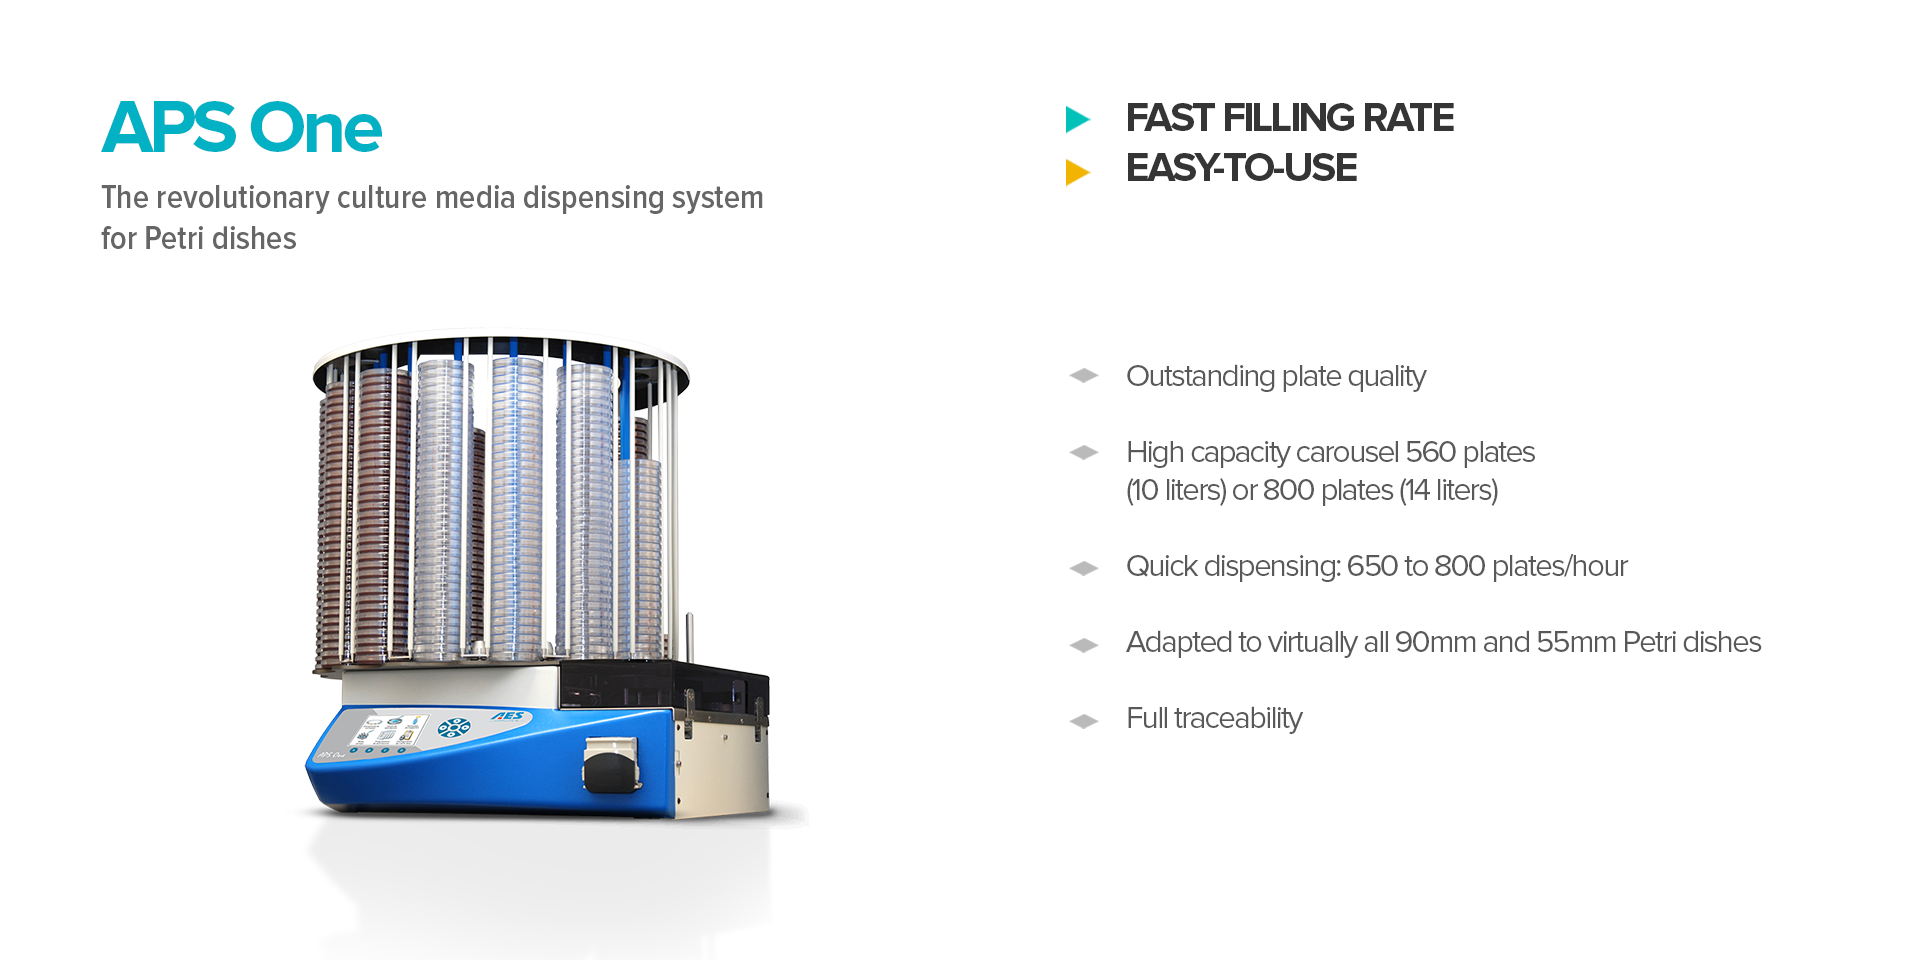 APS One
The revolutionary culture media dispensing system
for Petri dishes
FAST FILLING RATE
EASY-TO-USE
Outstanding plate quality
High capacity carousel 560 plates
(10 liters) or 800 plates (14 liters)
Quick dispensing: 650 to 800 plates/hour
Adapted to virtually all 90mm and 55mm Petri dishes
Full traceability
AES
APS One